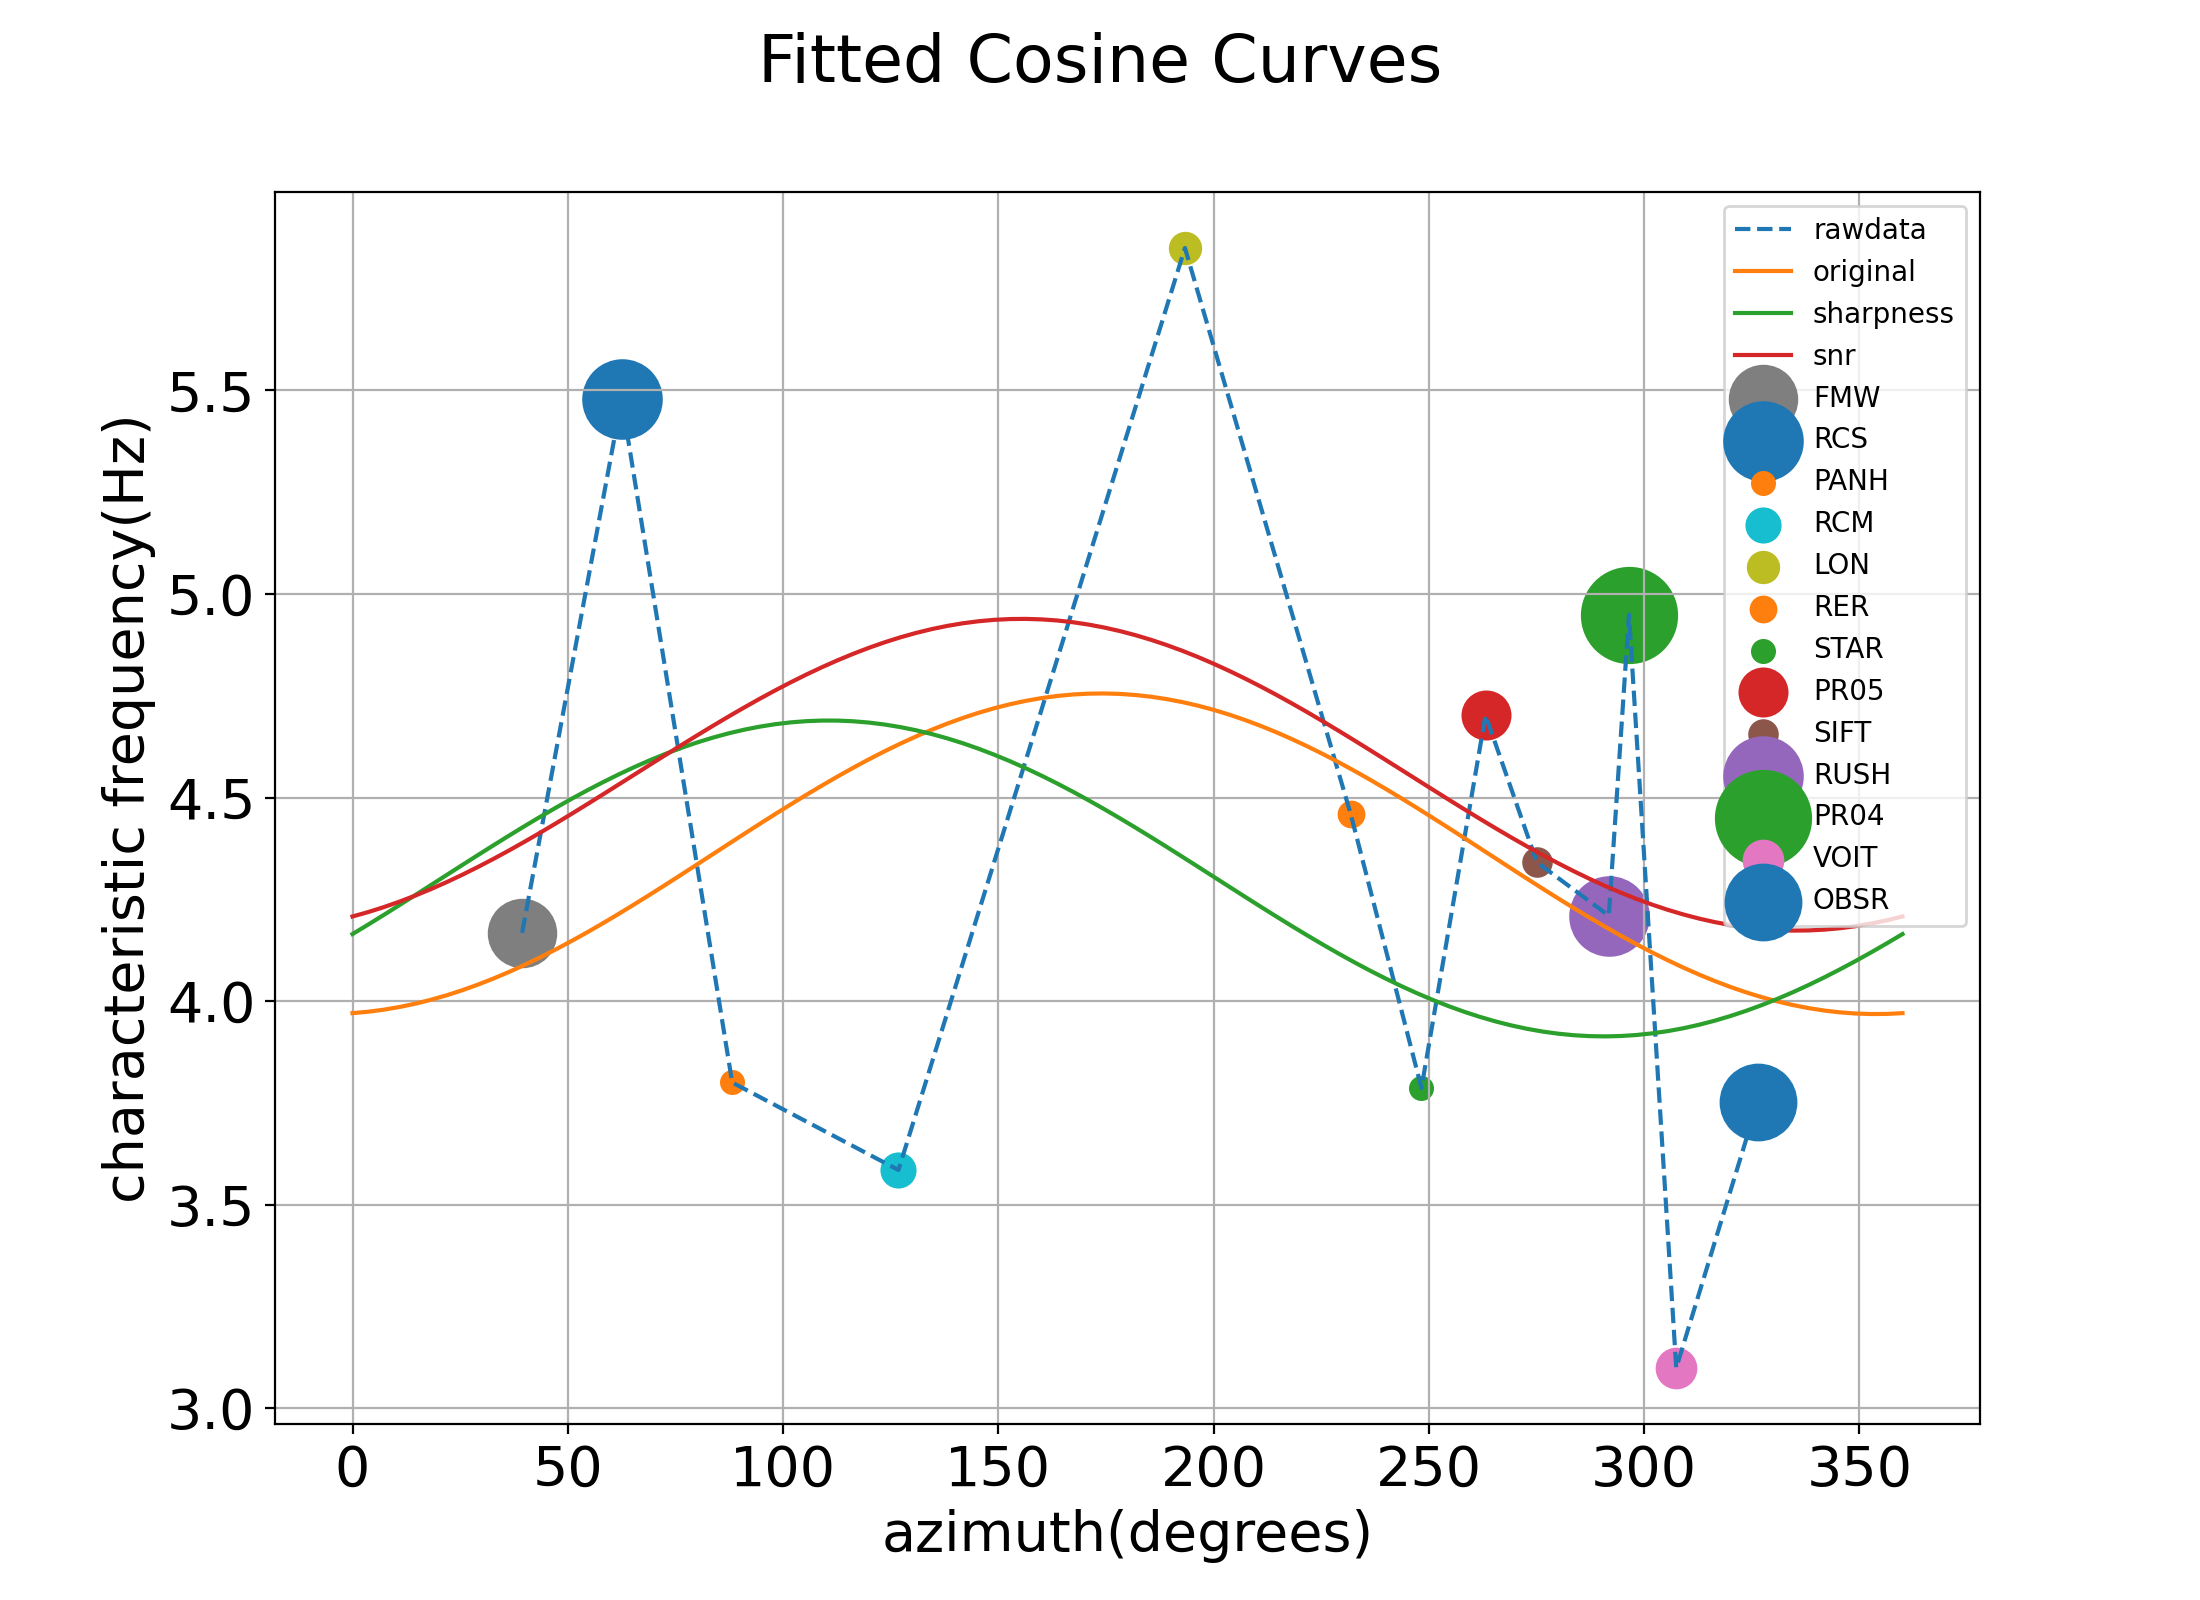 Fitted Cosine Curves
rawdata
original
sharpness
snr
FMW
RCS
PANH
RCM
LON
RER
STAR
PR05
SIFT
RUSH
PR04
VOIT
OBSR
characteristic frequency(Hz)
5.5
5.0
4.5
4.0
3.5
3.0
0 50 100 150 200 250 300 350
azimuth(degrees)